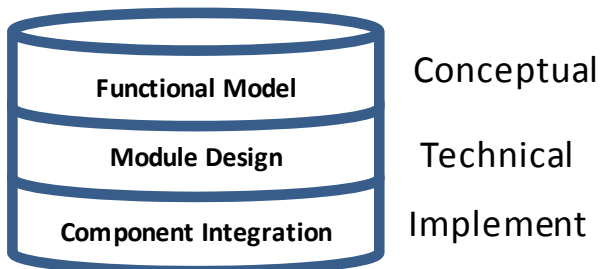 Functional Model
Conceptual
Module Design
Technical
Component Integration
Implement